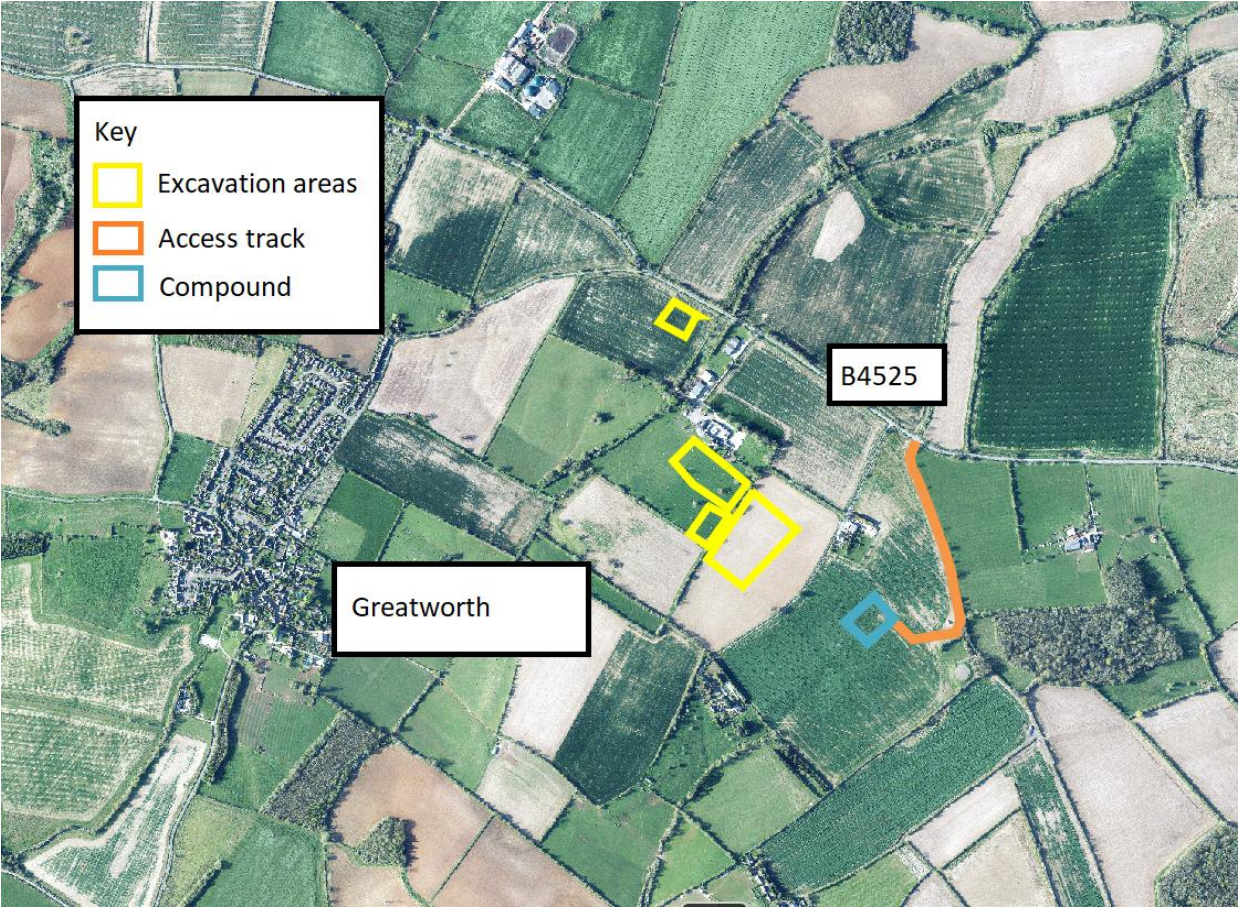 Key
Excavation areas
Access track
Compound
B4525
Greatworth